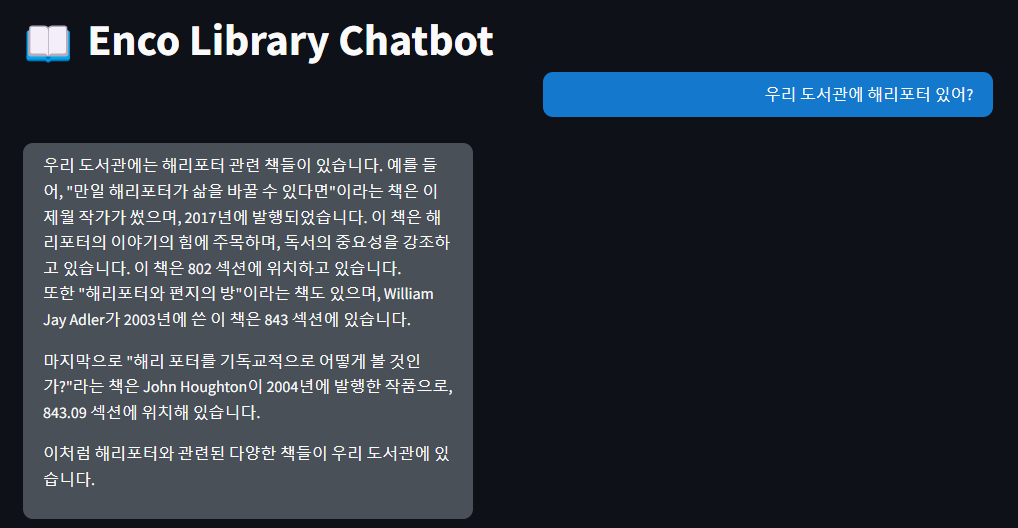 Enco Library Chatbot
우리 도서관에 해리포터 있어?
우리 도서관에는 해리포터 관련 책들이 있습니다. 예를 들
어, "만일 해리포터가 삶을 바꿀 수 있다면"이라는 책은 이
제월 작가가 썼으며, 2017년에 발행되었습니다. 이 책은 해
리포터의 이야기의 힘에 주목하며, 독서의 중요성을 강조하
고 있습니다. 이 책은 802 섹션에 위치하고 있습니다.
또한 "해리포터와 편지의 방"이라는 책도 있으며, William
Jay Adler가 2003년에 쓴 이 책은 843 섹션에 있습니다.
마지막으로 "해리 포터를 기독교적으로 어떻게 볼 것인
가?"라는 책은 John Houghton이 2004년에 발행한 작품으로,
843.09 섹션에 위치해 있습니다.
이처럼 해리포터와 관련된 다양한 책들이 우리 도서관에 있
습니다.